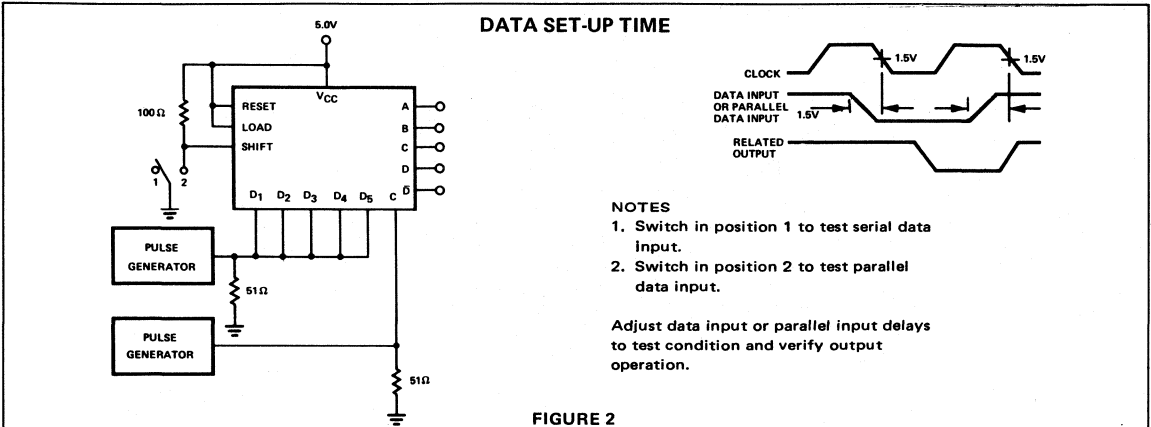 DATA SET-UP TIME
5.0V
VCC
100 Ω
RESET
LOAD
SHIFT
A
B
C
D
D̅
1
2
D1 D2 D3 D4 D5 C
PULSE
GENERATOR
51Ω
PULSE
GENERATOR
51Ω
CLOCK
1.5V
1.5V
DATA INPUT
OR PARALLEL
DATA INPUT
1.5V
RELATED
OUTPUT
NOTES
1. Switch in position 1 to test serial data
input.
2. Switch in position 2 to test parallel
data input.
Adjust data input or parallel input delays
to test condition and verify output
operation.
FIGURE 2